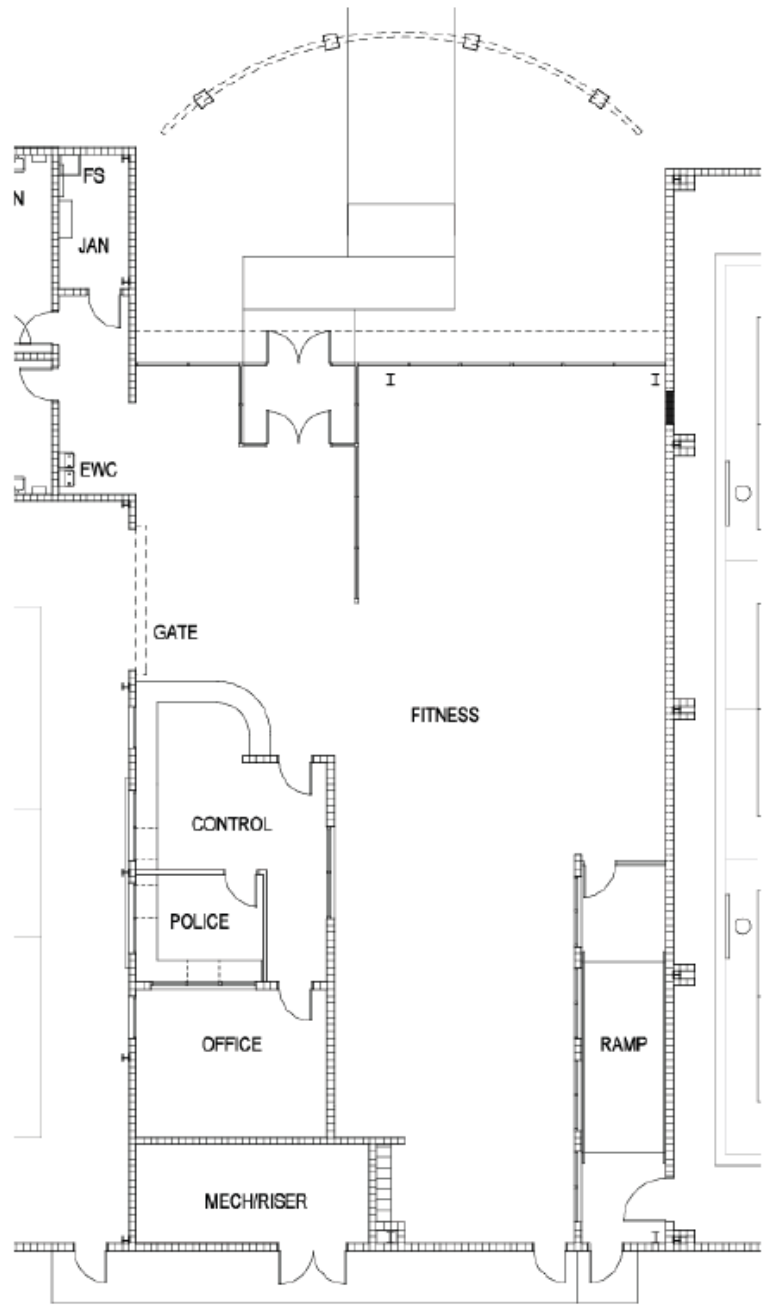 FS
N
JAN
EWC
GATE
FITNESS
CONTROL
POLICE
OFFICE
RAMP
MECH/RISER